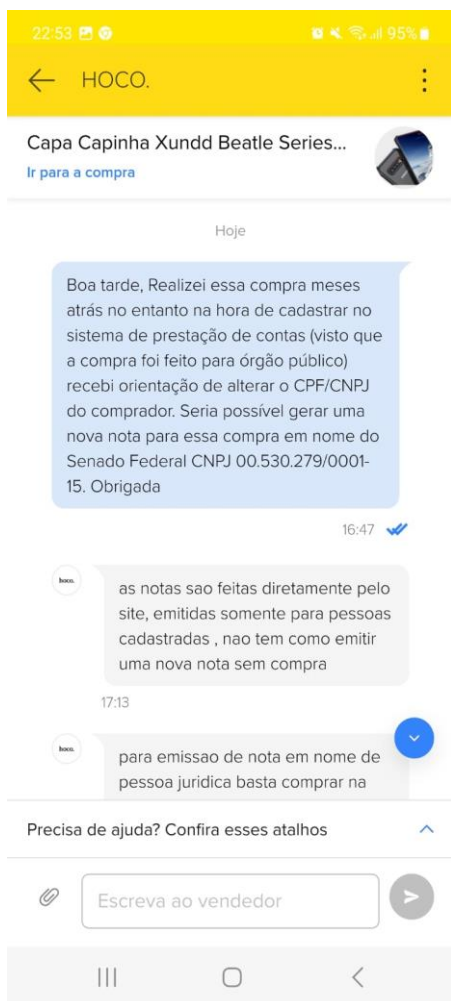 22:53
95%
HOCO.
Capa Capinha Xundd Beatle Series...
Ir para a compra
Hoje
Boa tarde, Realizei essa compra meses
atrás no entanto na hora de cadastrar no
sistema de prestação de contas (visto que
a compra foi feito para órgão público)
recebi orientação de alterar o CPF/CNPJ
do comprador. Seria possível gerar uma
nova nota para essa compra em nome do
Senado Federal CNPJ 00.530.279/0001-
15. Obrigada
16:47
hoco.
as notas sao feitas diretamente pelo
site, emitidas somente para pessoas
cadastradas , nao tem como emitir
uma nova nota sem compra
17:13
hoco.
para emissao de nota em nome de
pessoa juridica basta comprar na
Precisa de ajuda? Confira esses atalhos
Escreva ao vendedor